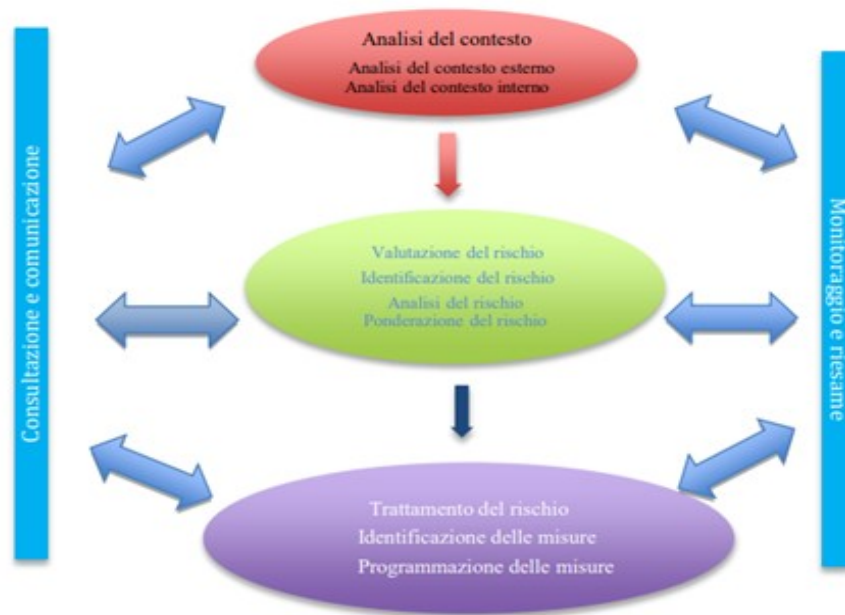 Analisi del contesto
Analisi del contesto esterno
Analisi del contesto interno
Consultazione e comunicazione
Valutazione del rischio
Identificazione del rischio
Analisi del rischio
Ponderazione del rischio
Monitoraggio e riesame
Trattamento del rischio
Identificazione delle misure
Programmazione delle misure